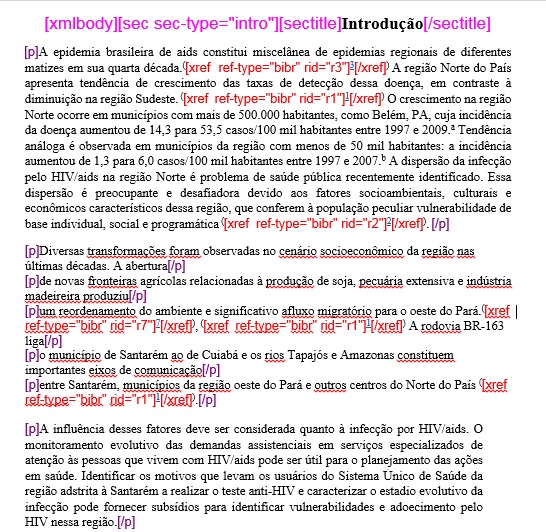 [xmlbody][sec sec-type="intro"][sectitle]Introdução[/sectitle]
[p]A epidemia brasileira de aids constitui miscelânea de epidemias regionais de diferentes
matizes em sua quarta década.([xref ref-type="bibr" rid="r3"]3[/xref]) A região Norte do País
apresenta tendência de crescimento das taxas de detecção dessa doença, em contraste à
diminuição na região Sudeste. ([xref ref-type="bibr" rid="r1"]1[/xref]) O crescimento na região
Norte ocorre em municípios com mais de 500.000 habitantes, como Belém, PA, cuja incidência
da doença aumentou de 14,3 para 53,5 casos/100 mil habitantes entre 1997 e 2009.a Tendência
análoga é observada em municípios da região com menos de 50 mil habitantes: a incidência
aumentou de 1,3 para 6,0 casos/100 mil habitantes entre 1997 e 2007.b A dispersão da infecção
pelo HIV/aids na região Norte é problema de saúde pública recentemente identificado. Essa
dispersão é preocupante e desafiadora devido aos fatores socioambientais, culturais e
econômicos característicos dessa região, que conferem à população peculiar vulnerabilidade de
base individual, social e programática ([xref ref-type="bibr" rid="r2"]2[/xref]). [/p]
[p]Diversas transformações foram observadas no cenário socioeconômico da região nas
últimas décadas. A abertura[/p]
[p]de novas fronteiras agrícolas relacionadas à produção de soja, pecuária extensiva e indústria
madeireira produziu[/p]
[p]um reordenamento do ambiente e significativo afluxo migratório para o oeste do Pará.([xref
ref-type="bibr" rid="r7"]7[/xref]), ([xref ref-type="bibr" rid="r1"]1[/xref]) A rodovia BR-163
liga[/p]
[p]o município de Santarém ao de Cuiabá e os rios Tapajós e Amazonas constituem
importantes eixos de comunicação[/p]
[p]entre Santarém, municípios da região oeste do Pará e outros centros do Norte do País ([xref
ref-type="bibr" rid="r1"]1[/xref]).[/p]
[p]A influência desses fatores deve ser considerada quanto à infecção por HIV/aids. O
monitoramento evolutivo das demandas assistenciais em serviços especializados de
atenção às pessoas que vivem com HIV/aids pode ser útil para o planejamento das ações
em saúde. Identificar os motivos que levam os usuários do Sistema Unico de Saúde da
região adstrita à Santarém a realizar o teste anti-HIV e caracterizar o estadio evolutivo da
infecção pode fornecer subsídios para identificar vulnerabilidades e adoecimento pelo
HIV nessa região.[/p]